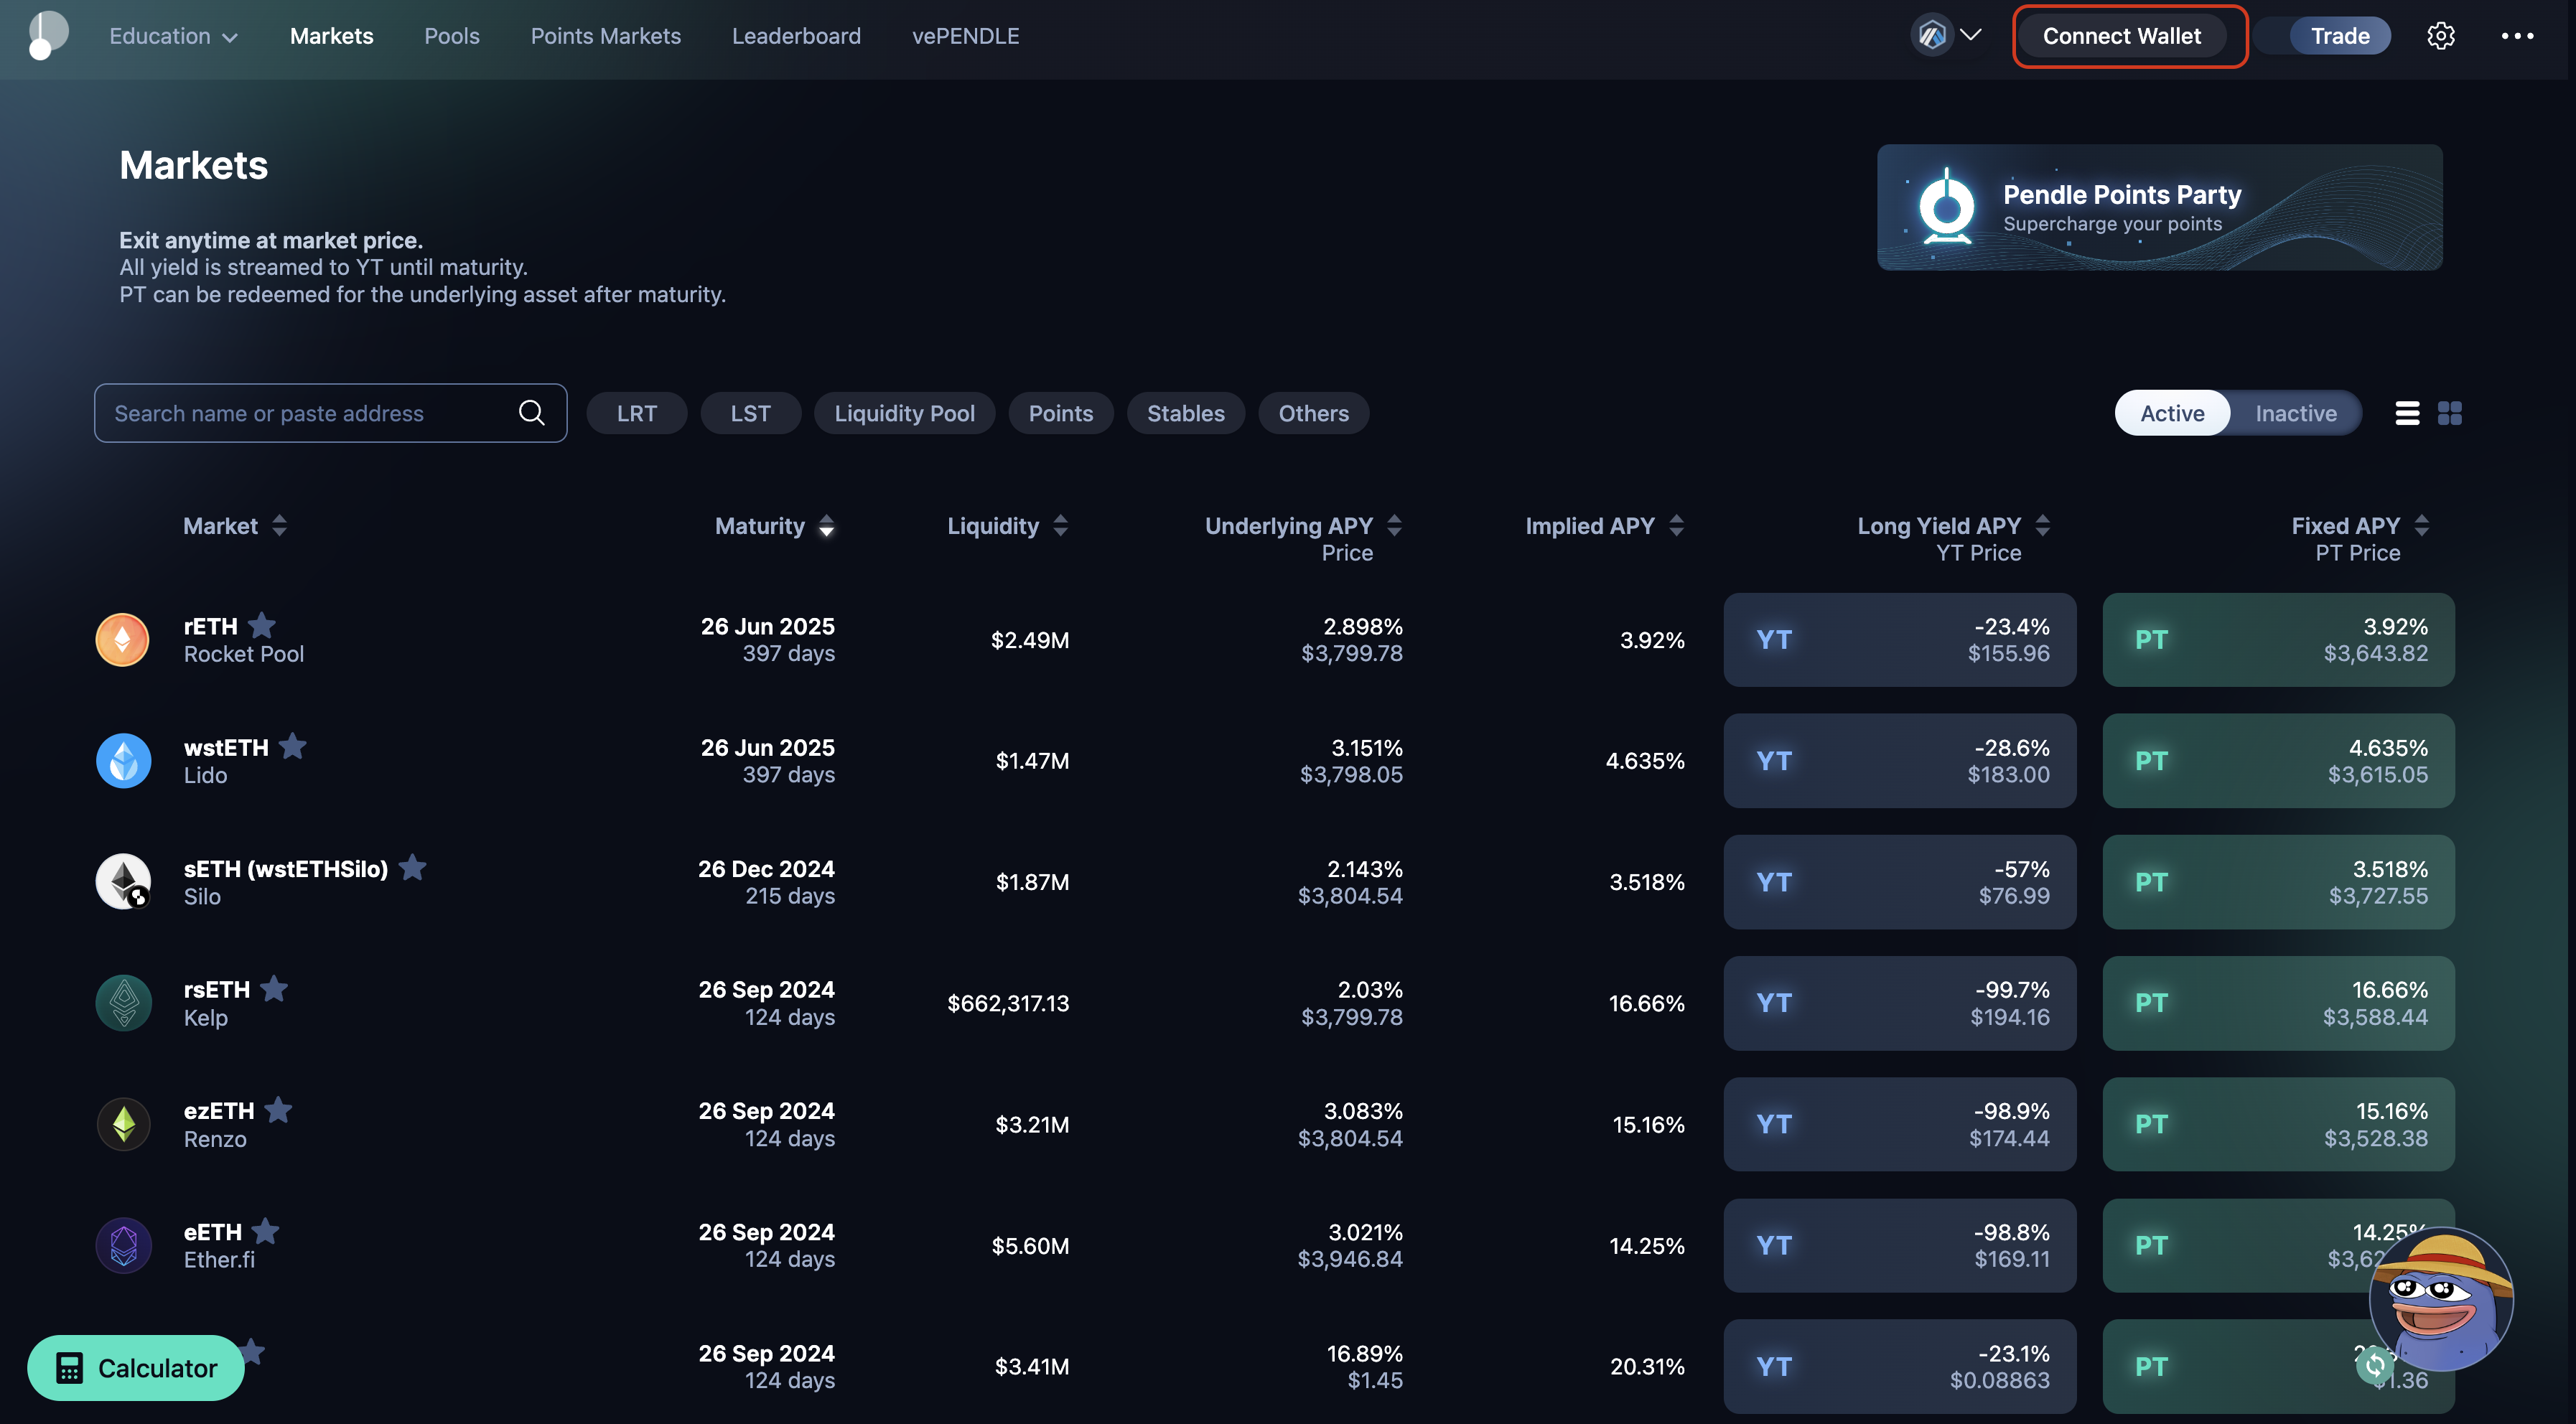 Education Markets Pools Points Markets Leaderboard vePENDLE Connect Wallet Trade
Markets
Exit anytime at market price.
All yield is streamed to YT until maturity.
PT can be redeemed for the underlying asset after maturity.
Pendle Points Party
Supercharge your points
Search name or paste address LRT LST Liquidity Pool Points Stables Others Active Inactive
Market Maturity Liquidity Underlying APY Implied APY Long Yield APY Fixed APY
Price YT Price PT Price
rETH 26 Jun 2025 $2.49M 2.898% 3.92% YT -23.4% PT 3.92%
Rocket Pool 397 days $3,799.78 $155.96 $3,643.82
wstETH 26 Jun 2025 $1.47M 3.151% 4.635% YT -28.6% PT 4.635%
Lido 397 days $3,798.05 $183.00 $3,615.05
sETH (wstETHSilo) 26 Dec 2024 $1.87M 2.143% 3.518% YT -57% PT 3.518%
Silo 215 days $3,804.54 $76.99 $3,727.55
rsETH 26 Sep 2024 $662,317.13 2.03% 16.66% YT -99.7% PT 16.66%
Kelp 124 days $3,799.78 $194.16 $3,588.44
ezETH 26 Sep 2024 $3.21M 3.083% 15.16% YT -98.9% PT 15.16%
Renzo 124 days $3,804.54 $174.44 $3,528.38
eETH 26 Sep 2024 $5.60M 3.021% 14.25% YT -98.8% PT 14.25%
Ether.fi 124 days $3,946.84 $169.11
26 Sep 2024 $3.41M 16.89% 20.31% YT -23.1% PT
Calculator 124 days $1.45 $0.08863 $1.36